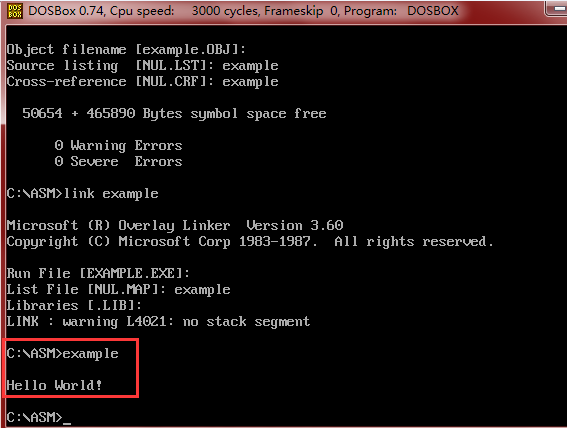 DOS
BOX
DOSBox 0.74, Cpu speed:    3000 cycles, Frameskip  0, Program:   DOSBOX
Object filename [example.OBJ]:
Source listing  [NUL.LST]: example
Cross-reference [NUL.CRF]: example
  50654 + 465890 Bytes symbol space free
      0 Warning Errors
      0 Severe  Errors
C:\ASM>link example
Microsoft (R) Overlay Linker  Version 3.60
Copyright (C) Microsoft Corp 1983-1987.  All rights reserved.
Run File [EXAMPLE.EXE]:
List File [NUL.MAP]: example
Libraries [.LIB]:
LINK : warning L4021: no stack segment
C:\ASM>example
Hello World!
C:\ASM>_